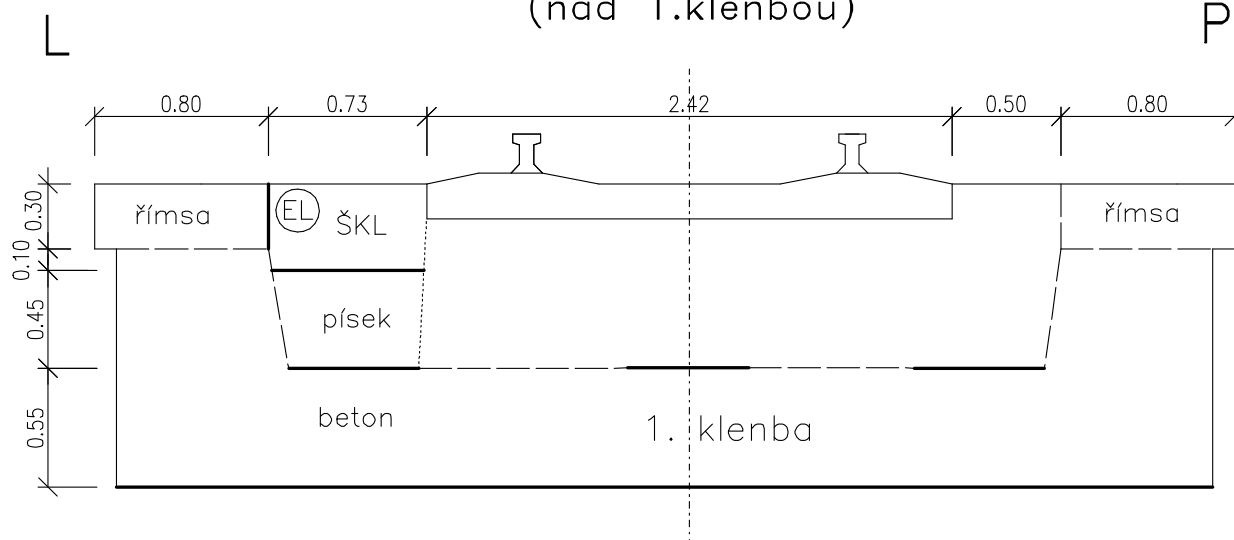 (nad 1.klenbou)
L
P
0.80
0.73
2.42
0.50
0.80
0.30
0.10
0.45
0.55
římsa
EL
ŠKL
římsa
písek
beton
1. klenba